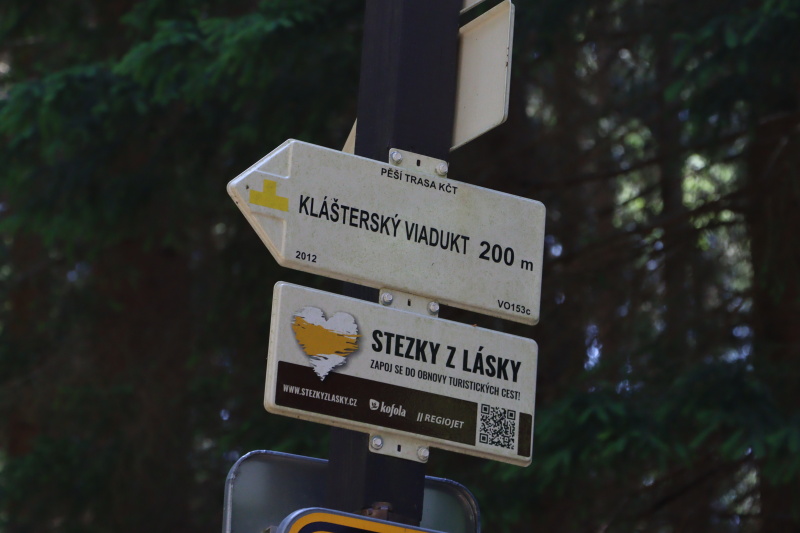 PĚŠÍ TRASA KČT
KLÁŠTERSKÝ VIADUKT 200 m
2012
VO153c
STEZKY Z LÁSKY
ZAPOJ SE DO OBNOVY TURISTICKÝCH CEST!
WWW.STEZKYZLASKY.CZ kofola REGIOJET